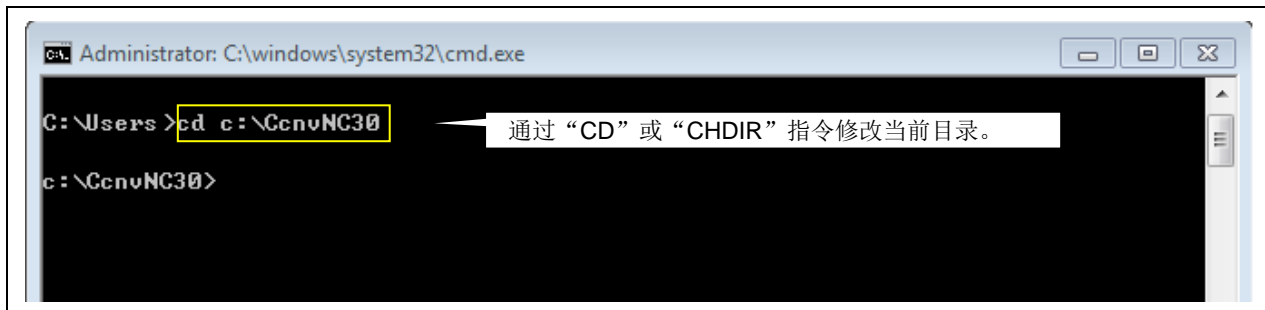 Administrator: C:\windows\system32\cmd.exe
C:\Users>cd c:\CcnvNC30
通过“CD”或“CHDIR”指令修改当前目录。
c:\CcnvNC30>